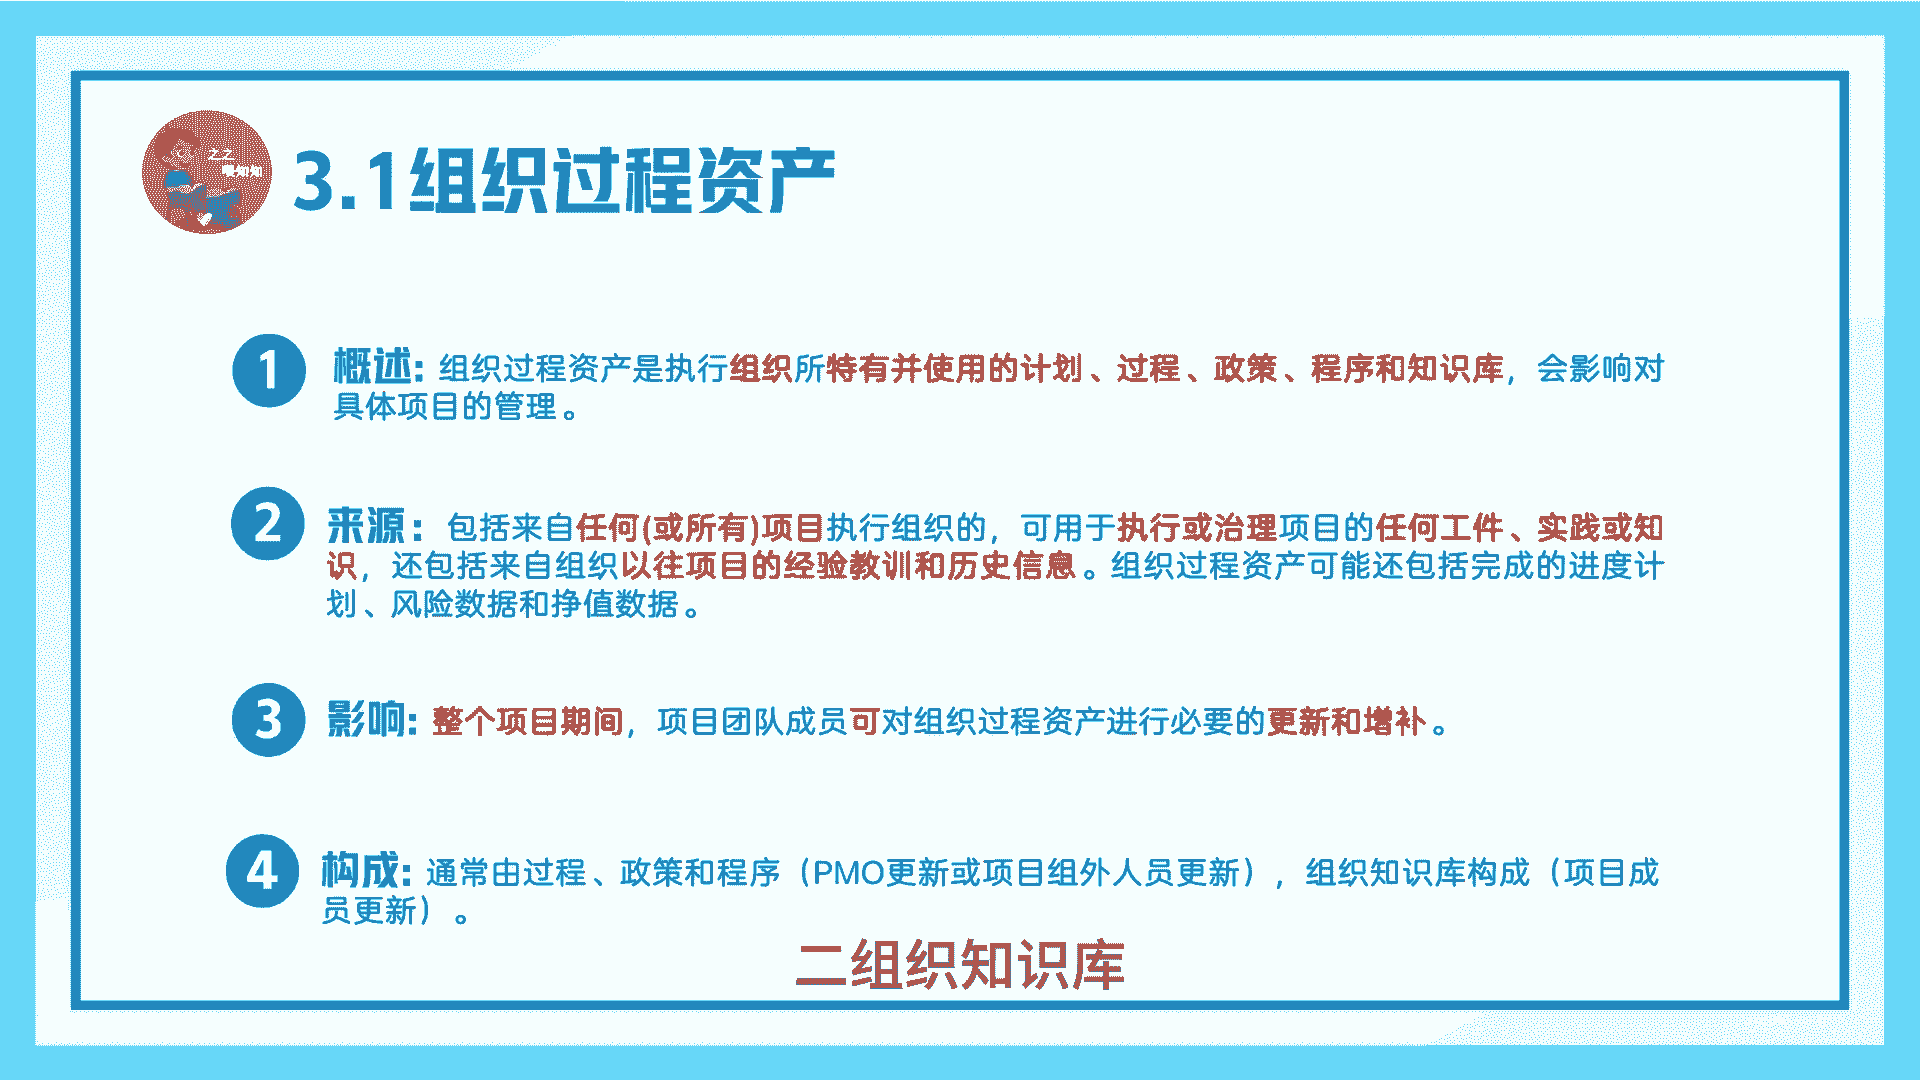 之之
3.1组织过程资产
1
概述: 组织过程资产是执行组织所特有并使用的计划、过程、政策、程序和知识库，会影响对
具体项目的管理。
2
来源：包括来自任何(或所有)项目执行组织的，可用于执行或治理项目的任何工件、实践或知
识，还包括来自组织以往项目的经验教训和历史信息。组织过程资产可能还包括完成的进度计
划、风险数据和挣值数据。
3
影响: 整个项目期间，项目团队成员可对组织过程资产进行必要的更新和增补。
4
构成: 通常由过程、政策和程序（PMO更新或项目组外人员更新），组织知识库构成（项目成
员更新）。
二组织知识库